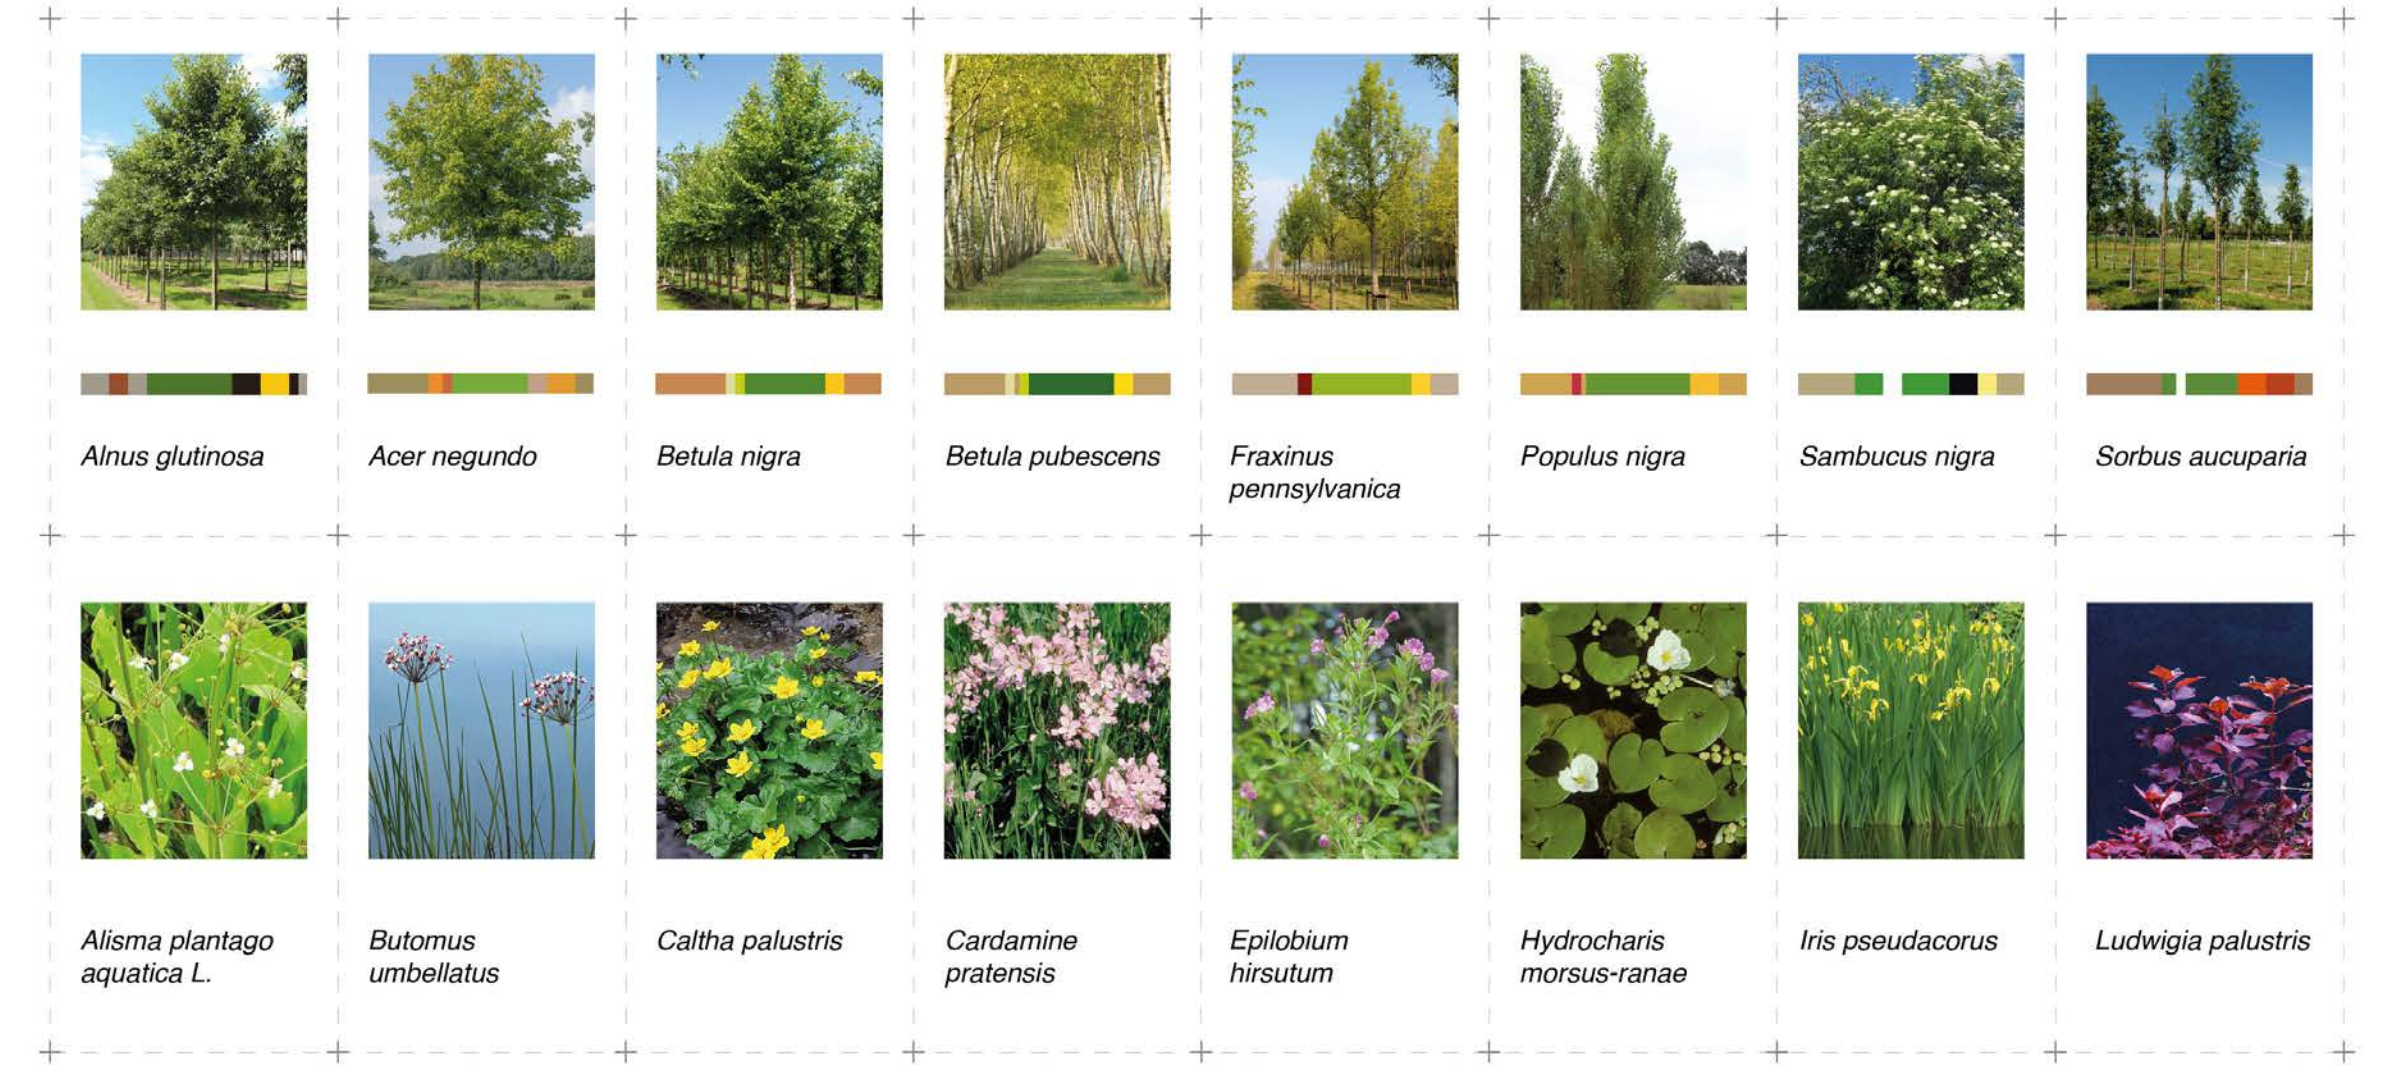 Alnus glutinosa
Acer negundo
Betula nigra
Betula pubescens
Fraxinus
pennsylvanica
Populus nigra
Sambucus nigra
Sorbus aucuparia
Alisma plantago
aquatica L.
Butomus
umbellatus
Caltha palustris
Cardamine
pratensis
Epilobium
hirsutum
Hydrocharis
morsus-ranae
Iris pseudacorus
Ludwigia palustris